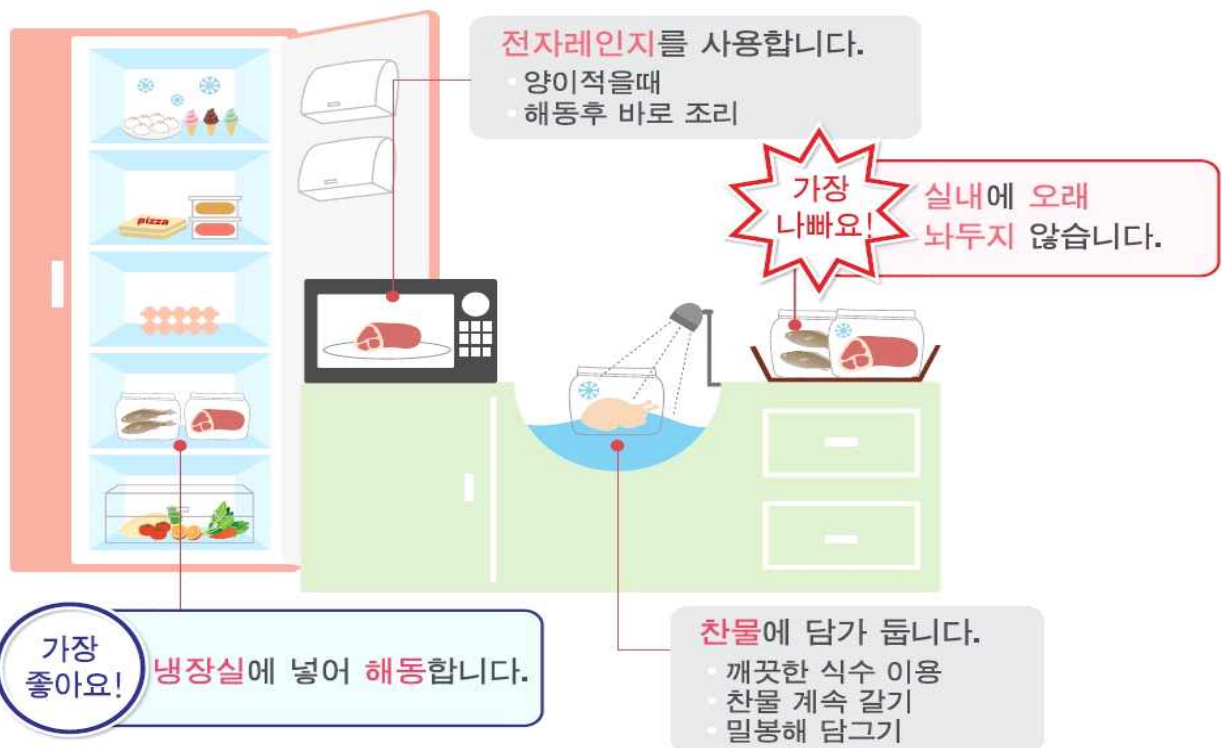 전자레인지를 사용합니다.
양이적을때
해동후 바로 조리
가장
나빠요!
실내에 오래
놔두지 않습니다.
pizza
가장
좋아요!
냉장실에 넣어 해동합니다.
찬물에 담가 둡니다.
깨끗한 식수 이용
찬물 계속 갈기
밀봉해 담그기